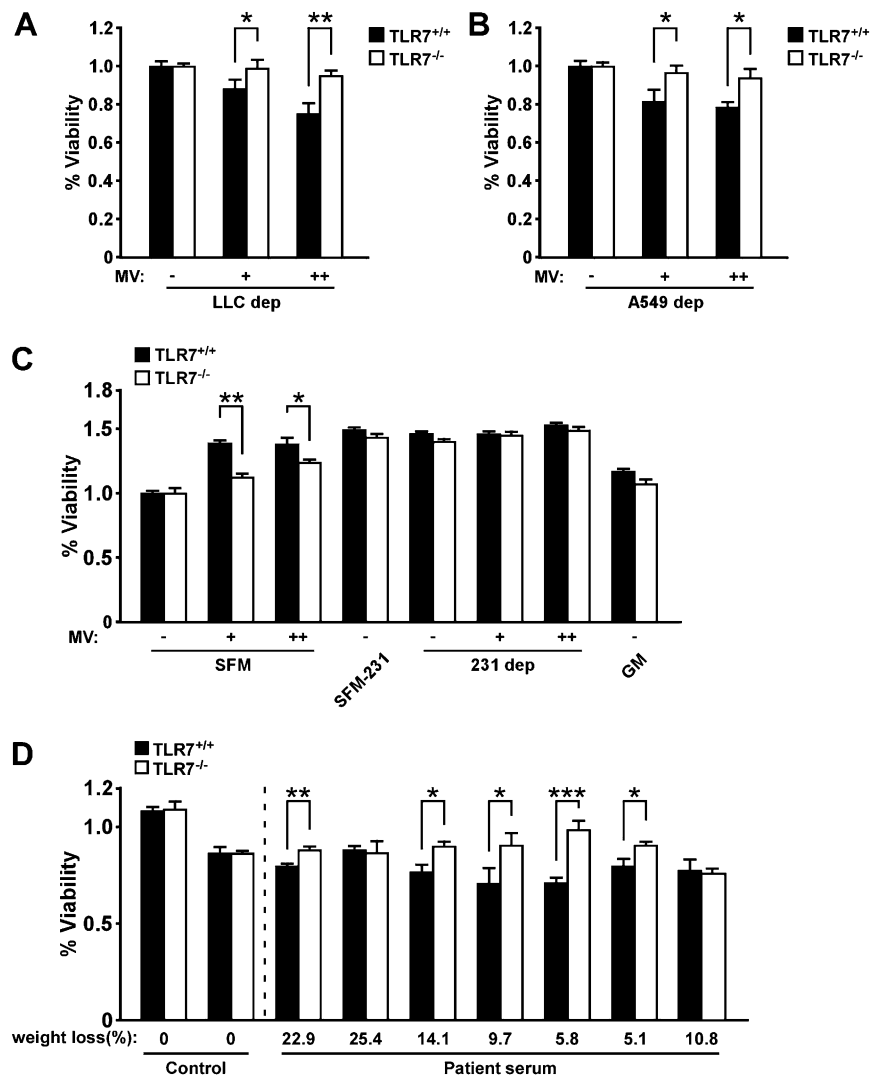 A
* **
TLR7+/+
TLR7-/-
1.2
1.0
0.8
0.6
0.4
0.2
0
% Viability
MV: - + ++
LLC dep
B
* *
TLR7+/+
TLR7-/-
1.2
1.0
0.8
0.6
0.4
0.2
0
% Viability
- + ++
A549 dep
C
TLR7+/+
TLR7-/-
** *
1.8
1.5
1.0
0.5
0
% Viability
MV: - + ++ - - + ++ -
SFM SFM-231 231 dep GM
D
TLR7+/+
TLR7-/-
** * * *** *
1.2
1.0
0.5
0
% Viability
weight loss(%): 0 0 22.9 25.4 14.1 9.7 5.8 5.1 10.8
Control Patient serum